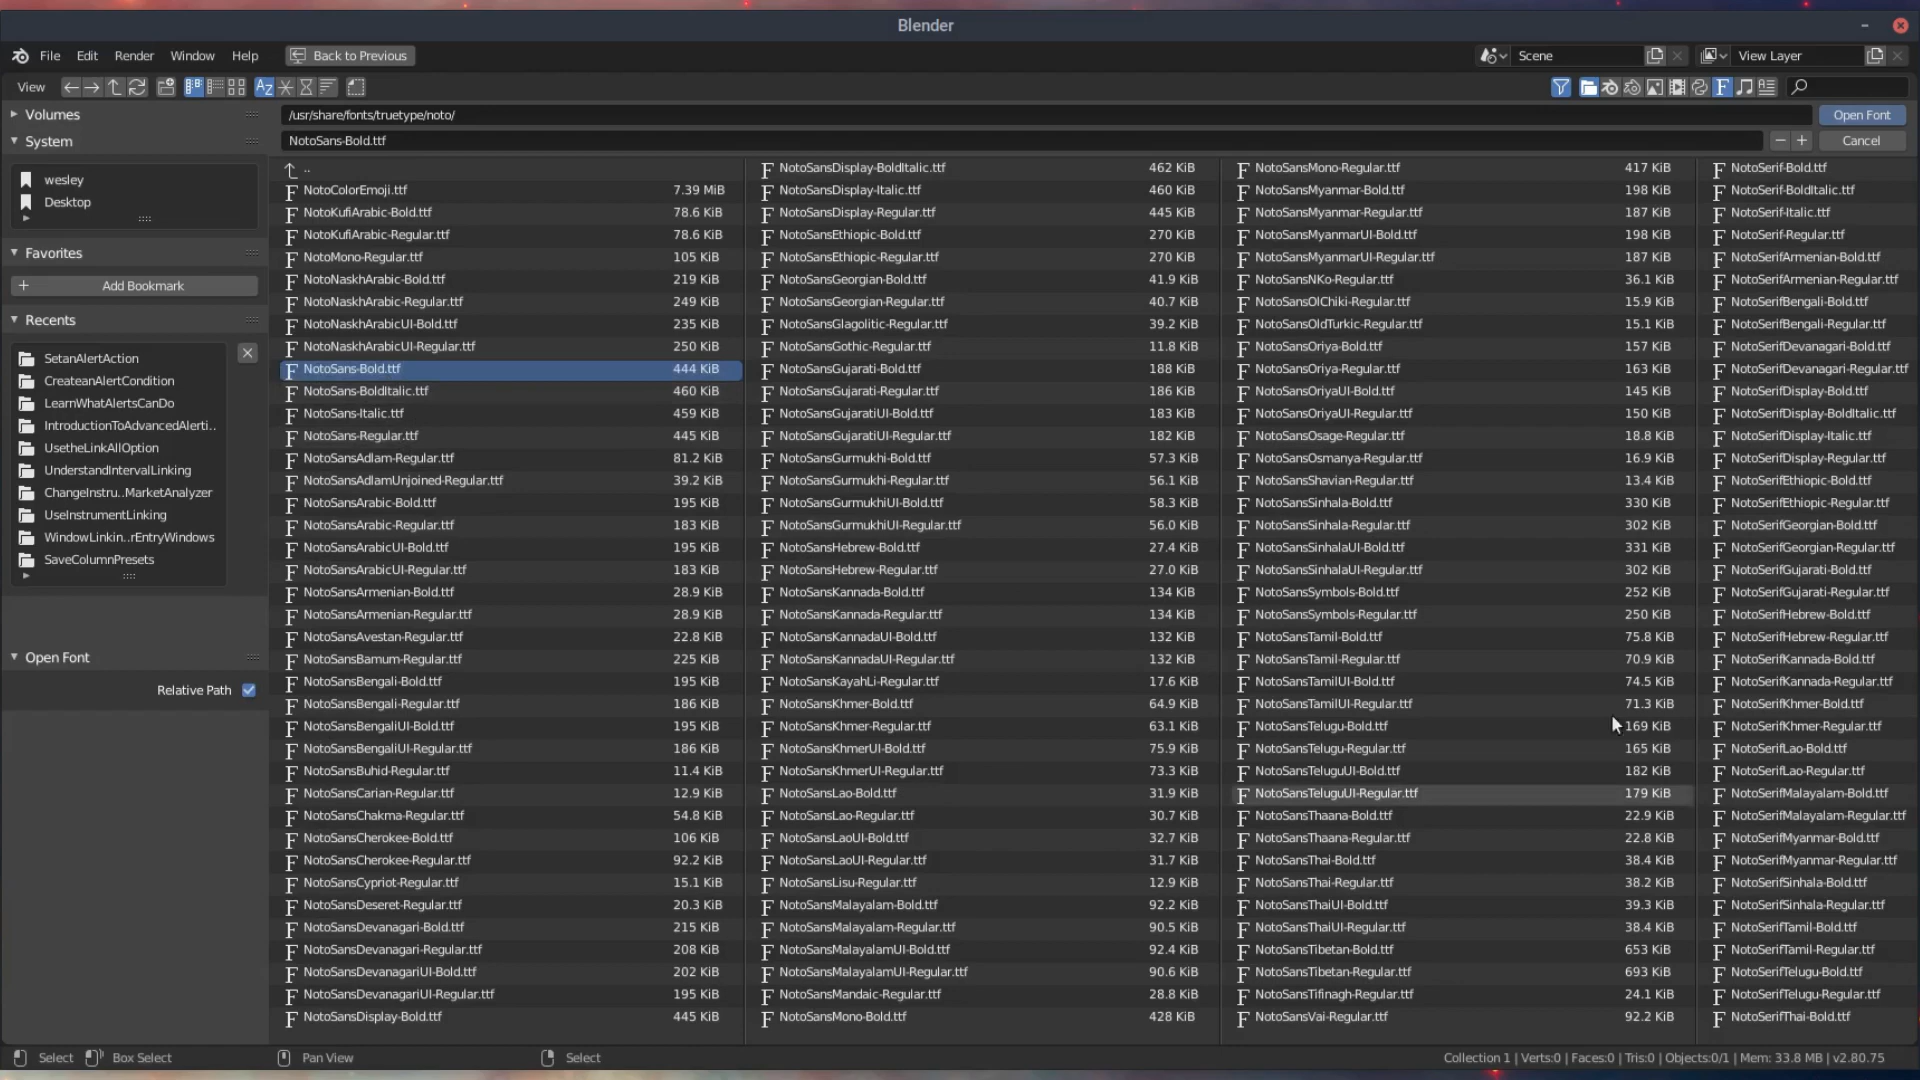 Blender
File Edit Render Window Help Back to Previous Scene View Layer
View
Volumes
System
wesley
Desktop
Favorites
Add Bookmark
Recents
SetanAlertAction
CreateanAlertCondition
LearnWhatAlertsCanDo
IntroductionToAdvancedAlerti..
UsetheLinkAllOption
UnderstandIntervalLinking
ChangeInstru..MarketAnalyzer
UseInstrumentLinking
WindowLinkin..rEntryWindows
SaveColumnPresets
Open Font
Relative Path
/usr/share/fonts/truetype/noto/ Open Font
NotoSans-Bold.ttf Cancel
..
NotoColorEmoji.ttf 7.39 MiB
NotoKufiArabic-Bold.ttf 78.6 KiB
NotoKufiArabic-Regular.ttf 78.6 KiB
NotoMono-Regular.ttf 105 KiB
NotoNaskhArabic-Bold.ttf 219 KiB
NotoNaskhArabic-Regular.ttf 249 KiB
NotoNaskhArabicUI-Bold.ttf 235 KiB
NotoNaskhArabicUI-Regular.ttf 250 KiB
NotoSans-Bold.ttf 444 KiB
NotoSans-BoldItalic.ttf 460 KiB
NotoSans-Italic.ttf 459 KiB
NotoSans-Regular.ttf 445 KiB
NotoSansAdlam-Regular.ttf 81.2 KiB
NotoSansAdlamUnjoined-Regular.ttf 39.2 KiB
NotoSansArabic-Bold.ttf 195 KiB
NotoSansArabic-Regular.ttf 183 KiB
NotoSansArabicUI-Bold.ttf 195 KiB
NotoSansArabicUI-Regular.ttf 183 KiB
NotoSansArmenian-Bold.ttf 28.9 KiB
NotoSansArmenian-Regular.ttf 28.9 KiB
NotoSansAvestan-Regular.ttf 22.8 KiB
NotoSansBamum-Regular.ttf 225 KiB
NotoSansBengali-Bold.ttf 195 KiB
NotoSansBengali-Regular.ttf 186 KiB
NotoSansBengaliUI-Bold.ttf 195 KiB
NotoSansBengaliUI-Regular.ttf 186 KiB
NotoSansBuhid-Regular.ttf 11.4 KiB
NotoSansCarian-Regular.ttf 12.9 KiB
NotoSansChakma-Regular.ttf 54.8 KiB
NotoSansCherokee-Bold.ttf 106 KiB
NotoSansCherokee-Regular.ttf 92.2 KiB
NotoSansCypriot-Regular.ttf 15.1 KiB
NotoSansDeseret-Regular.ttf 20.3 KiB
NotoSansDevanagari-Bold.ttf 215 KiB
NotoSansDevanagari-Regular.ttf 208 KiB
NotoSansDevanagariUI-Bold.ttf 202 KiB
NotoSansDevanagariUI-Regular.ttf 195 KiB
NotoSansDisplay-Bold.ttf 445 KiB
NotoSansDisplay-BoldItalic.ttf 462 KiB
NotoSansDisplay-Italic.ttf 460 KiB
NotoSansDisplay-Regular.ttf 445 KiB
NotoSansEthiopic-Bold.ttf 270 KiB
NotoSansEthiopic-Regular.ttf 270 KiB
NotoSansGeorgian-Bold.ttf 41.9 KiB
NotoSansGeorgian-Regular.ttf 40.7 KiB
NotoSansGlagolitic-Regular.ttf 39.2 KiB
NotoSansGothic-Regular.ttf 11.8 KiB
NotoSansGujarati-Bold.ttf 188 KiB
NotoSansGujarati-Regular.ttf 186 KiB
NotoSansGujaratiUI-Bold.ttf 183 KiB
NotoSansGujaratiUI-Regular.ttf 182 KiB
NotoSansGurmukhi-Bold.ttf 57.3 KiB
NotoSansGurmukhi-Regular.ttf 56.1 KiB
NotoSansGurmukhiUI-Bold.ttf 58.3 KiB
NotoSansGurmukhiUI-Regular.ttf 56.0 KiB
NotoSansHebrew-Bold.ttf 27.4 KiB
NotoSansHebrew-Regular.ttf 27.0 KiB
NotoSansKannada-Bold.ttf 134 KiB
NotoSansKannada-Regular.ttf 134 KiB
NotoSansKannadaUI-Bold.ttf 132 KiB
NotoSansKannadaUI-Regular.ttf 132 KiB
NotoSansKayahLi-Regular.ttf 17.6 KiB
NotoSansKhmer-Bold.ttf 64.9 KiB
NotoSansKhmer-Regular.ttf 63.1 KiB
NotoSansKhmerUI-Bold.ttf 75.9 KiB
NotoSansKhmerUI-Regular.ttf 73.3 KiB
NotoSansLao-Bold.ttf 31.9 KiB
NotoSansLao-Regular.ttf 30.7 KiB
NotoSansLaoUI-Bold.ttf 32.7 KiB
NotoSansLaoUI-Regular.ttf 31.7 KiB
NotoSansLisu-Regular.ttf 12.9 KiB
NotoSansMalayalam-Bold.ttf 92.2 KiB
NotoSansMalayalam-Regular.ttf 90.5 KiB
NotoSansMalayalamUI-Bold.ttf 92.4 KiB
NotoSansMalayalamUI-Regular.ttf 90.6 KiB
NotoSansMandaic-Regular.ttf 28.8 KiB
NotoSansMono-Bold.ttf 428 KiB
NotoSansMono-Regular.ttf 417 KiB
NotoSansMyanmar-Bold.ttf 198 KiB
NotoSansMyanmar-Regular.ttf 187 KiB
NotoSansMyanmarUI-Bold.ttf 198 KiB
NotoSansMyanmarUI-Regular.ttf 187 KiB
NotoSansNKo-Regular.ttf 36.1 KiB
NotoSansOlChiki-Regular.ttf 15.9 KiB
NotoSansOldTurkic-Regular.ttf 15.1 KiB
NotoSansOriya-Bold.ttf 157 KiB
NotoSansOriya-Regular.ttf 163 KiB
NotoSansOriyaUI-Bold.ttf 145 KiB
NotoSansOriyaUI-Regular.ttf 150 KiB
NotoSansOsage-Regular.ttf 18.8 KiB
NotoSansOsmanya-Regular.ttf 16.9 KiB
NotoSansShavian-Regular.ttf 13.4 KiB
NotoSansSinhala-Bold.ttf 330 KiB
NotoSansSinhala-Regular.ttf 302 KiB
NotoSansSinhalaUI-Bold.ttf 331 KiB
NotoSansSinhalaUI-Regular.ttf 302 KiB
NotoSansSymbols-Bold.ttf 252 KiB
NotoSansSymbols-Regular.ttf 250 KiB
NotoSansTamil-Bold.ttf 75.8 KiB
NotoSansTamil-Regular.ttf 70.9 KiB
NotoSansTamilUI-Bold.ttf 74.5 KiB
NotoSansTamilUI-Regular.ttf 71.3 KiB
NotoSansTelugu-Bold.ttf 169 KiB
NotoSansTelugu-Regular.ttf 165 KiB
NotoSansTeluguUI-Bold.ttf 182 KiB
NotoSansTeluguUI-Regular.ttf 179 KiB
NotoSansThaana-Bold.ttf 22.9 KiB
NotoSansThaana-Regular.ttf 22.8 KiB
NotoSansThai-Bold.ttf 38.4 KiB
NotoSansThai-Regular.ttf 38.2 KiB
NotoSansThaiUI-Bold.ttf 39.3 KiB
NotoSansThaiUI-Regular.ttf 38.4 KiB
NotoSansTibetan-Bold.ttf 653 KiB
NotoSansTibetan-Regular.ttf 693 KiB
NotoSansTifinagh-Regular.ttf 24.1 KiB
NotoSansVai-Regular.ttf 92.2 KiB
NotoSerif-Bold.ttf
NotoSerif-BoldItalic.ttf
NotoSerif-Italic.ttf
NotoSerif-Regular.ttf
NotoSerifArmenian-Bold.ttf
NotoSerifArmenian-Regular.ttf
NotoSerifBengali-Bold.ttf
NotoSerifBengali-Regular.ttf
NotoSerifDevanagari-Bold.ttf
NotoSerifDevanagari-Regular.ttf
NotoSerifDisplay-Bold.ttf
NotoSerifDisplay-BoldItalic.ttf
NotoSerifDisplay-Italic.ttf
NotoSerifDisplay-Regular.ttf
NotoSerifEthiopic-Bold.ttf
NotoSerifEthiopic-Regular.ttf
NotoSerifGeorgian-Bold.ttf
NotoSerifGeorgian-Regular.ttf
NotoSerifGujarati-Bold.ttf
NotoSerifGujarati-Regular.ttf
NotoSerifHebrew-Bold.ttf
NotoSerifHebrew-Regular.ttf
NotoSerifKannada-Bold.ttf
NotoSerifKannada-Regular.ttf
NotoSerifKhmer-Bold.ttf
NotoSerifKhmer-Regular.ttf
NotoSerifLao-Bold.ttf
NotoSerifLao-Regular.ttf
NotoSerifMalayalam-Bold.ttf
NotoSerifMalayalam-Regular.ttf
NotoSerifMyanmar-Bold.ttf
NotoSerifMyanmar-Regular.ttf
NotoSerifSinhala-Bold.ttf
NotoSerifSinhala-Regular.ttf
NotoSerifTamil-Bold.ttf
NotoSerifTamil-Regular.ttf
NotoSerifTelugu-Bold.ttf
NotoSerifTelugu-Regular.ttf
NotoSerifThai-Bold.ttf
Select Box Select Pan View Select Collection 1 | Verts:0 | Faces:0 | Tris:0 | Objects:0/1 | Mem: 33.8 MB | v2.80.75